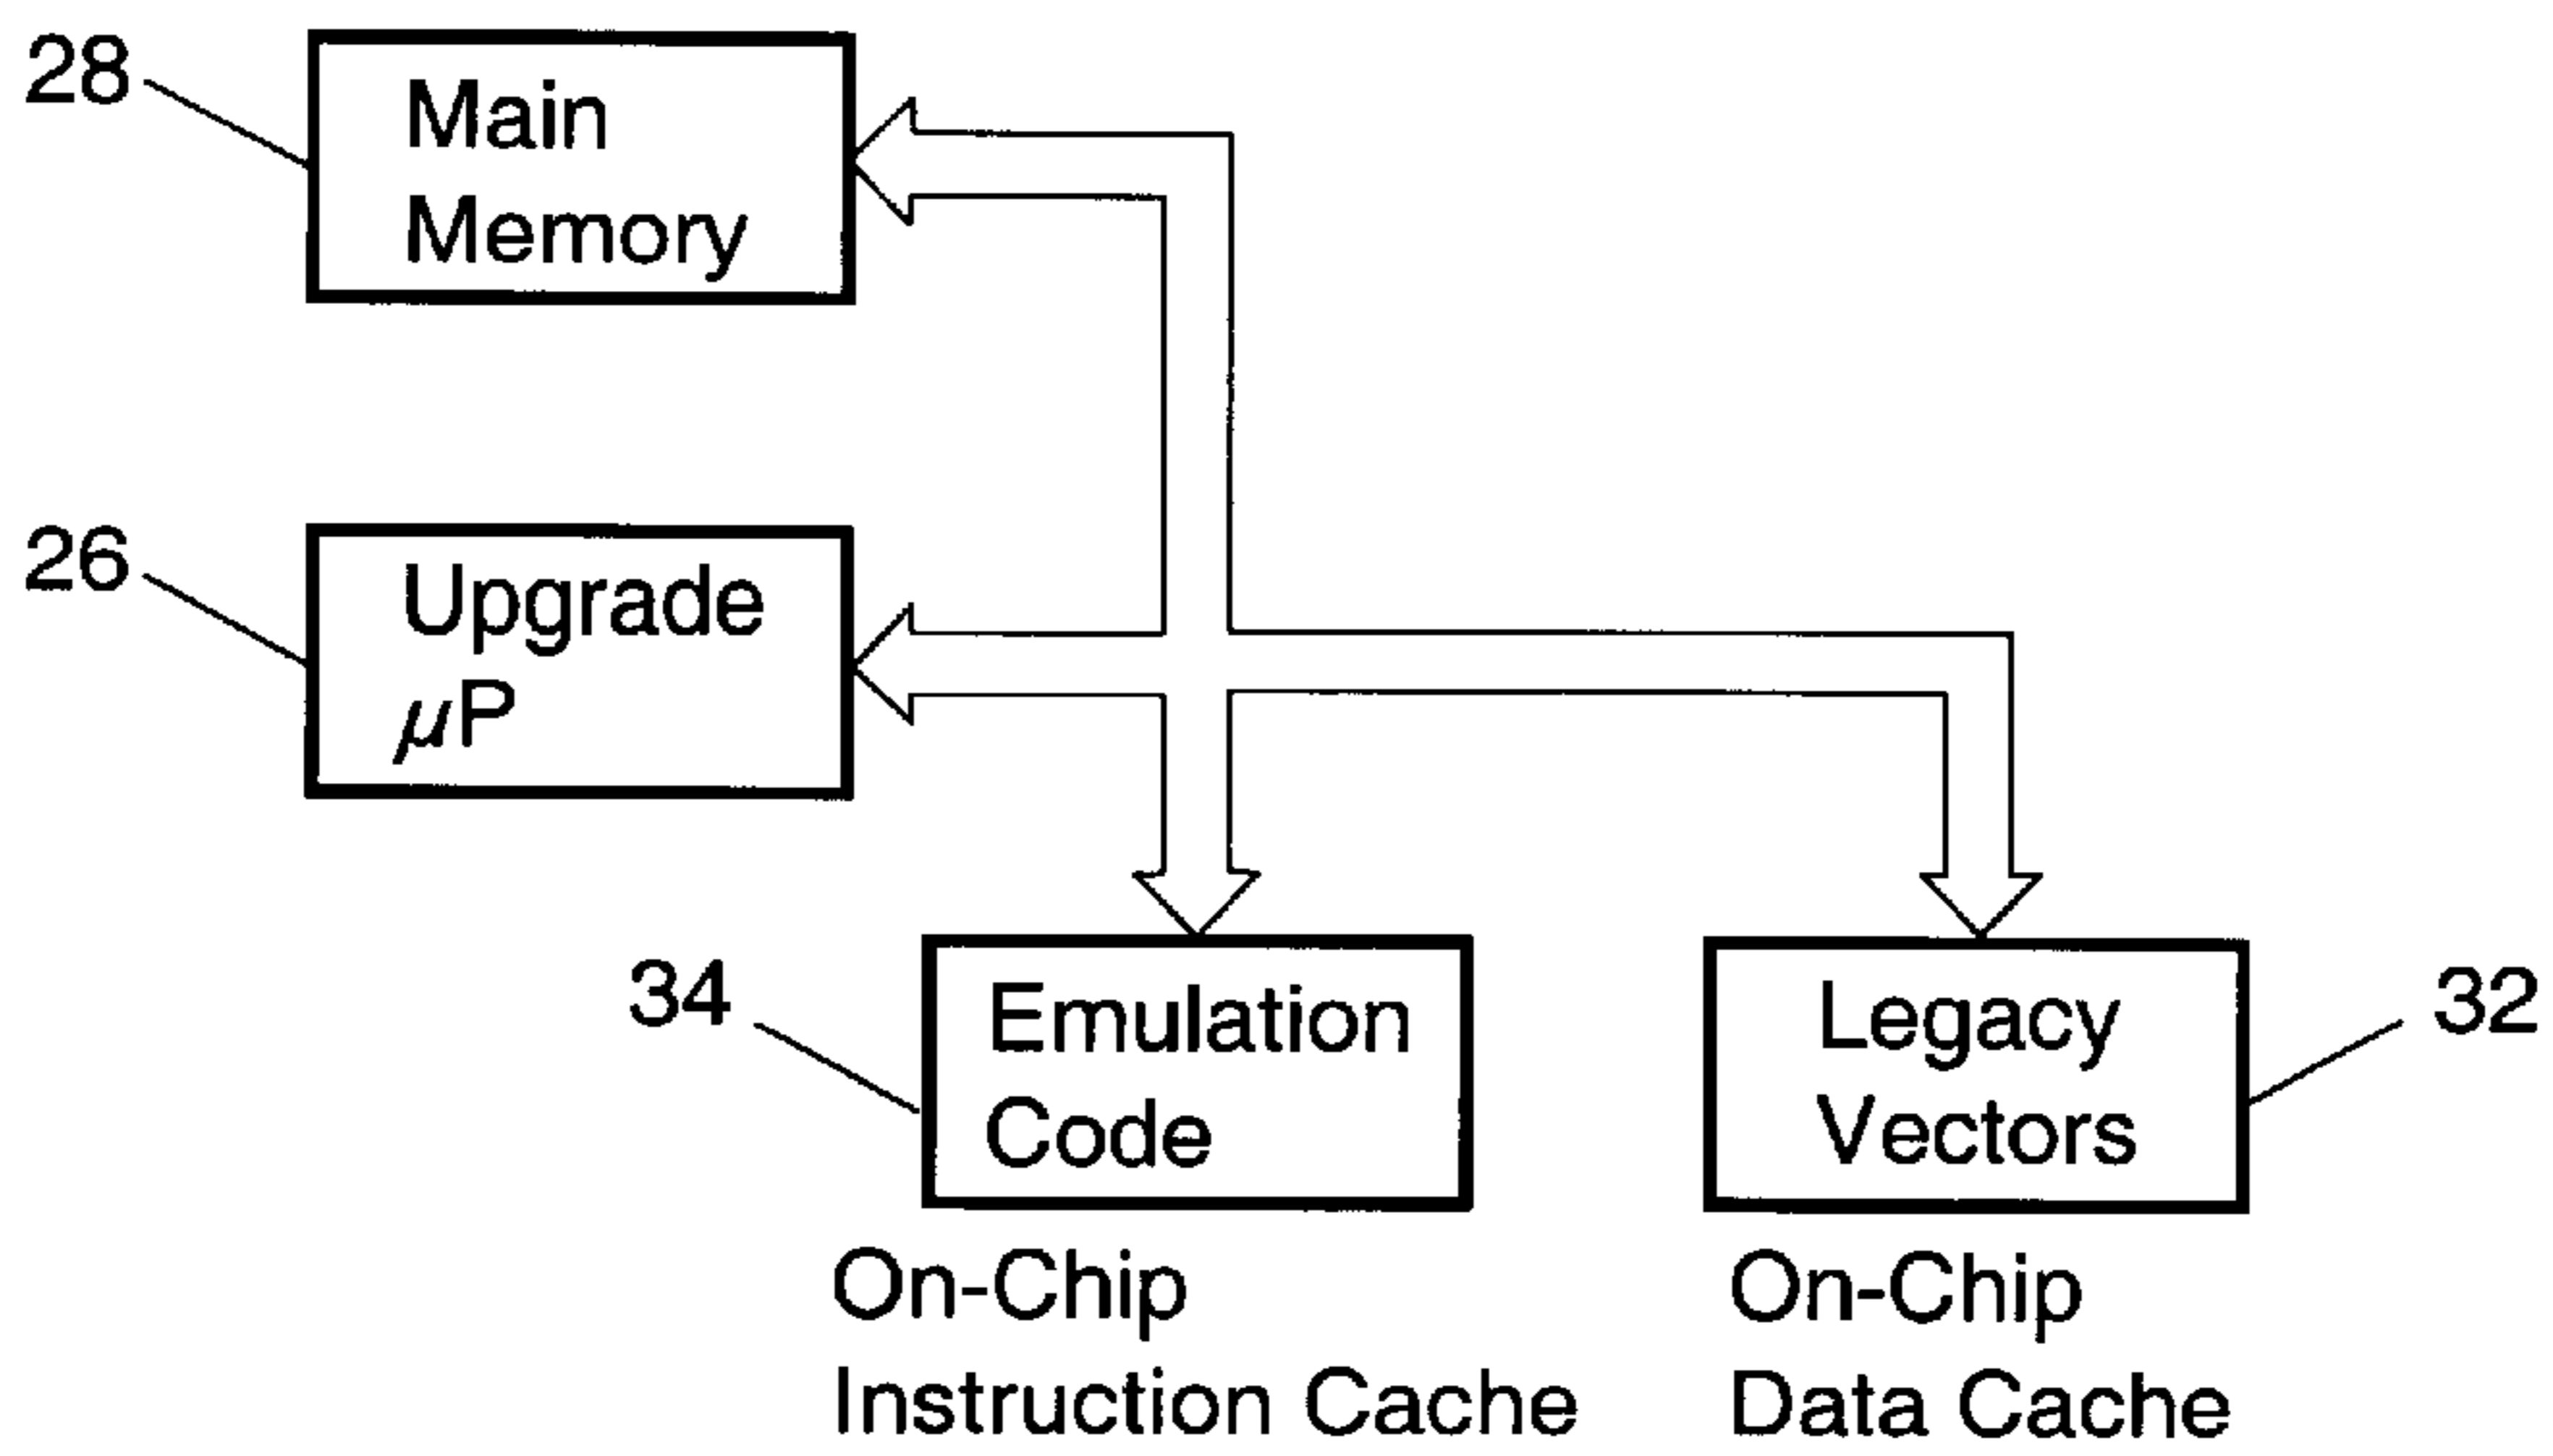 28
Main
Memory
26
Upgrade
µP
34
Emulation
Code
Legacy
Vectors
32
On-Chip
Instruction Cache
On-Chip
Data Cache